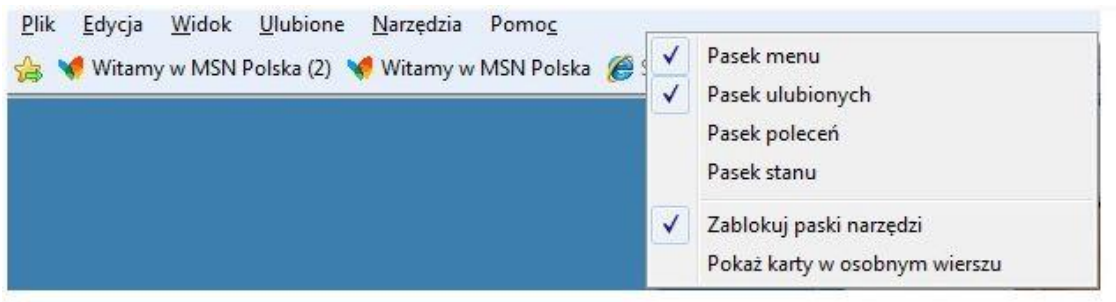 Plik Edycja Widok Ulubione Narzędzia Pomoc
Witamy w MSN Polska (2) Witamy w MSN Polska
Pasek menu
Pasek ulubionych
Pasek poleceń
Pasek stanu
Zablokuj paski narzędzi
Pokaż karty w osobnym wierszu